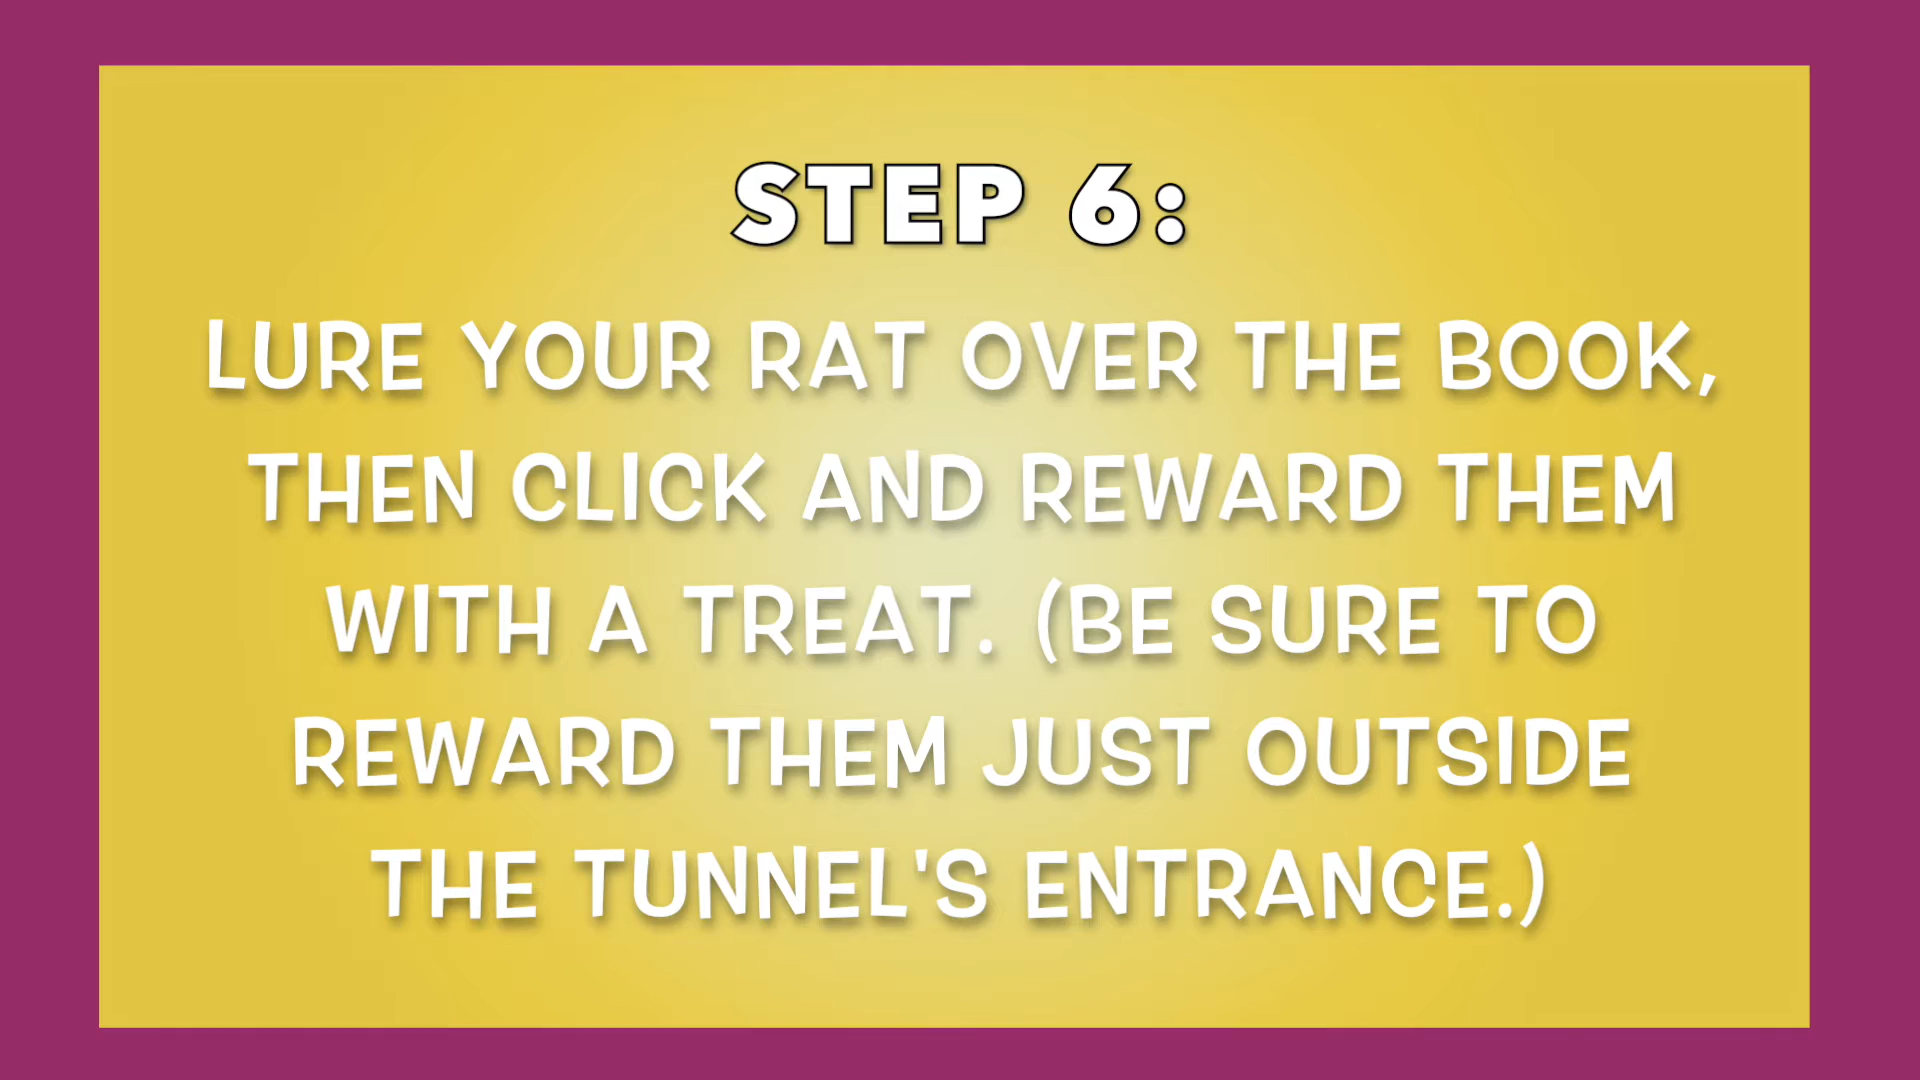 STEP 6:
LURE YOUR RAT OVER THE BOOK,
THEN CLICK AND REWARD THEM
WITH A TREAT. (BE SURE TO
REWARD THEM JUST OUTSIDE
THE TUNNEL'S ENTRANCE.)